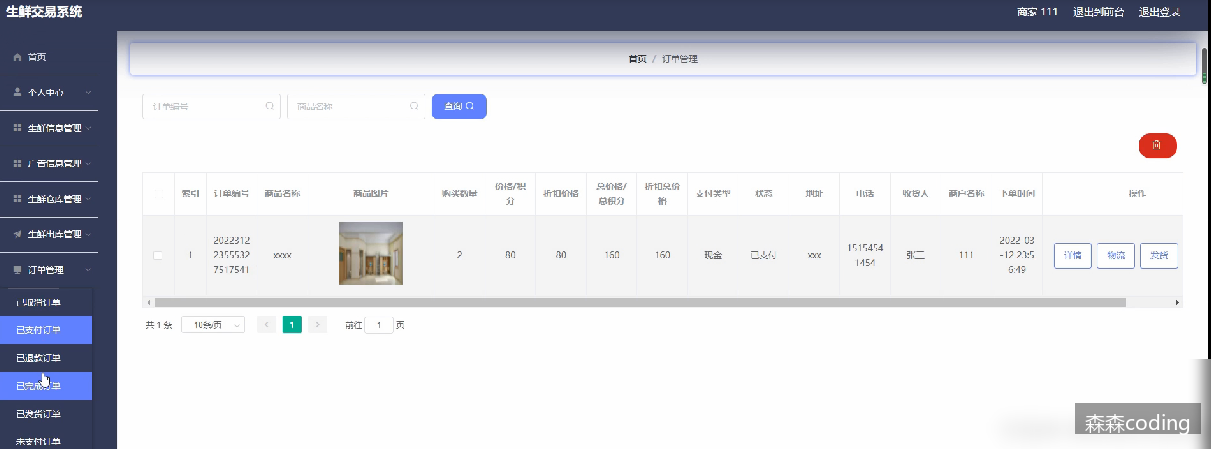 生鲜交易系统
商家 111 退出到前台 退出登录
首页
个人中心
生鲜信息管理
广告信息管理
生鲜仓库管理
生鲜出库管理
订单管理
已取消订单
已支付订单
已退款订单
已完成订单
已发货订单
未支付订单
首页 / 订单管理
订单编号 商品名称 查询
索引 订单编号 商品名称 商品图片 购买数量 价格/积分 折扣价格 总价格/总积分 折扣总价格 支付类型 状态 地址 电话 收货人 商户名称 下单时间 操作
1 202231223555327517541 xxxx 2 80 80 160 160 现金 已支付 xxx 15154541454 张三 111 2022-03-12 23:56:49 详情 物流 发货
共 1 条 10条/页 1 前往 1 页
森森coding